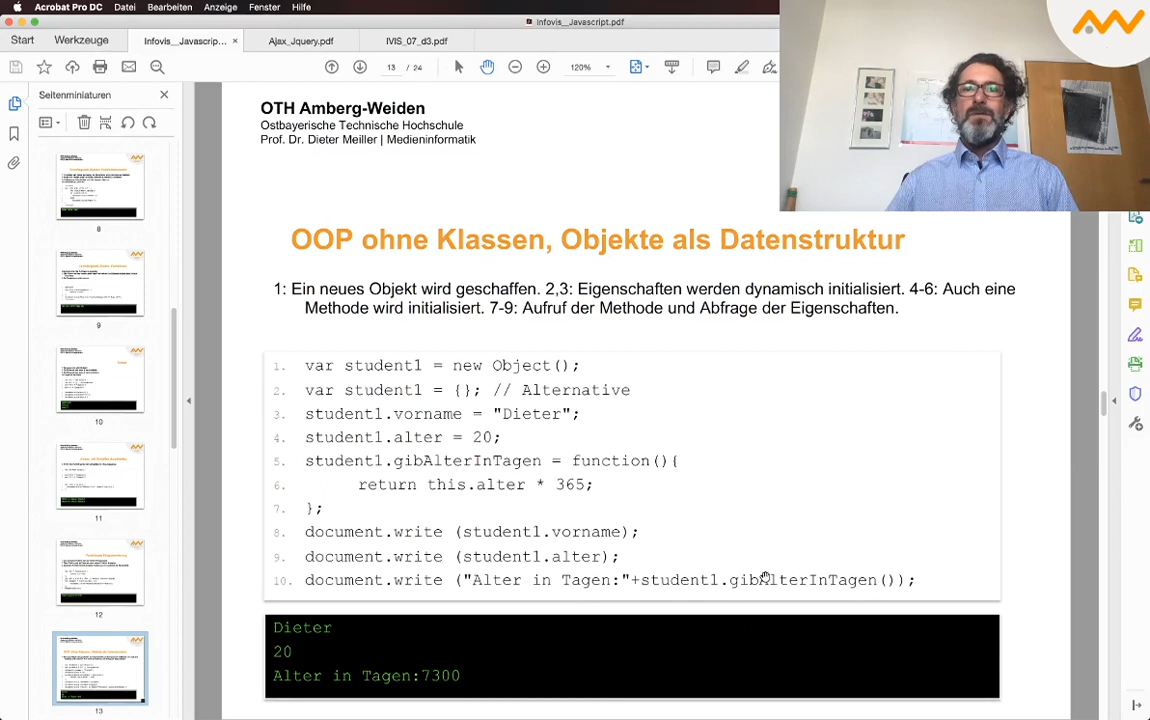 Acrobat Pro DC Datei Bearbeiten Anzeige Fenster Hilfe
Infovis__Javascript.pdf
Start Werkzeuge Infovis__Javascrip... × Ajax_Jquery.pdf IVIS_07_d3.pdf
13 / 24 120%
Seitenminiaturen
8
9
10
11
12
13
OTH Amberg-Weiden
Ostbayerische Technische Hochschule
Prof. Dr. Dieter Meiller | Medieninformatik
OOP ohne Klassen, Objekte als Datenstruktur
1: Ein neues Objekt wird geschaffen. 2,3: Eigenschaften werden dynamisch initialisiert. 4-6: Auch eine
Methode wird initialisiert. 7-9: Aufruf der Methode und Abfrage der Eigenschaften.
1. var student1 = new Object();
2. var student1 = {}; // Alternative
3. student1.vorname = "Dieter";
4. student1.alter = 20;
5. student1.gibAlterInTagen = function(){
6. return this.alter * 365;
7. };
8. document.write (student1.vorname);
9. document.write (student1.alter);
10. document.write ("Alter in Tagen:"+student1.gibAlterInTagen());
Dieter
20
Alter in Tagen:7300